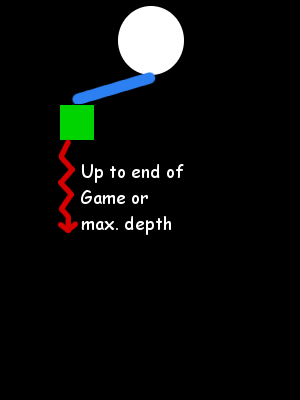 Up to end of
Game or
max. depth